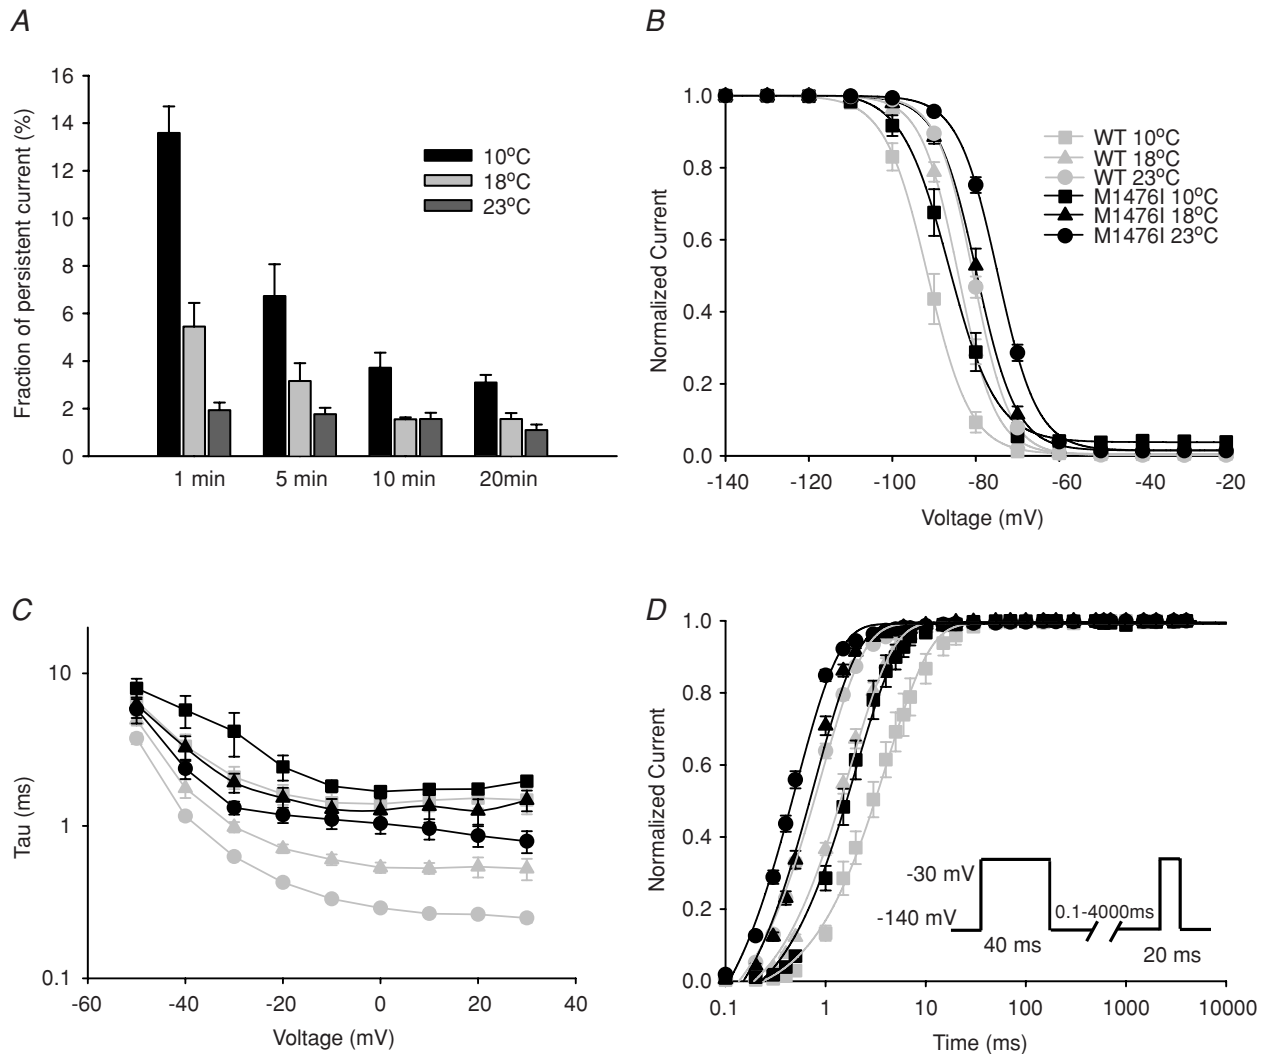 A
Fraction of persistent current (%)
16
14
12
10
8
6
4
2
0
1 min 5 min 10 min 20min
10ºC
18ºC
23ºC
B
Normalized Current
1.0
0.8
0.6
0.4
0.2
0.0
-140 -120 -100 -80 -60 -40 -20
Voltage (mV)
WT 10ºC
WT 18ºC
WT 23ºC
M1476I 10ºC
M1476I 18ºC
M1476I 23ºC
C
Tau (ms)
10
1
0.1
-60 -40 -20 0 20 40
Voltage (mV)
D
Normalized Current
1.0
0.8
0.6
0.4
0.2
0.0
0.1 1 10 100 1000 10000
Time (ms)
-30 mV
-140 mV
0.1-4000ms
40 ms
20 ms